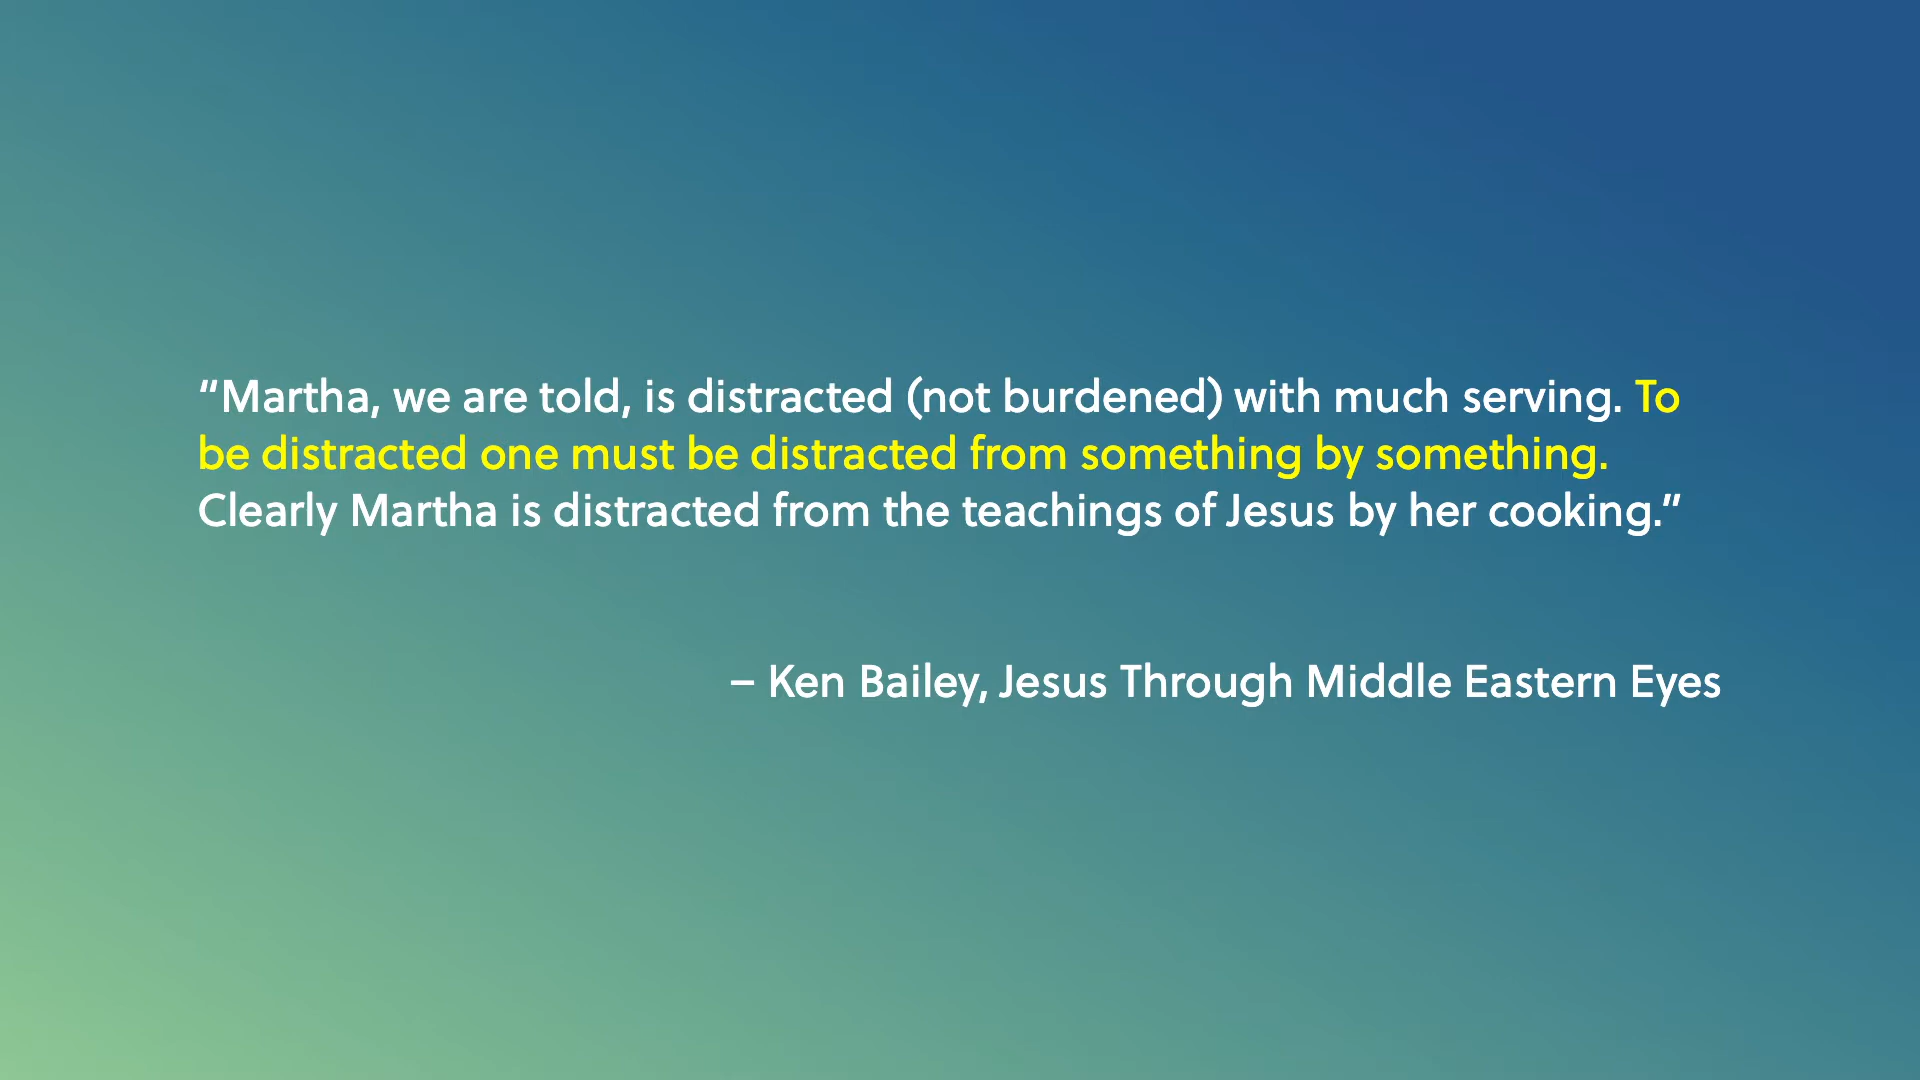 “Martha, we are told, is distracted (not burdened) with much serving. To
be distracted one must be distracted from something by something.
Clearly Martha is distracted from the teachings of Jesus by her cooking.”
– Ken Bailey, Jesus Through Middle Eastern Eyes